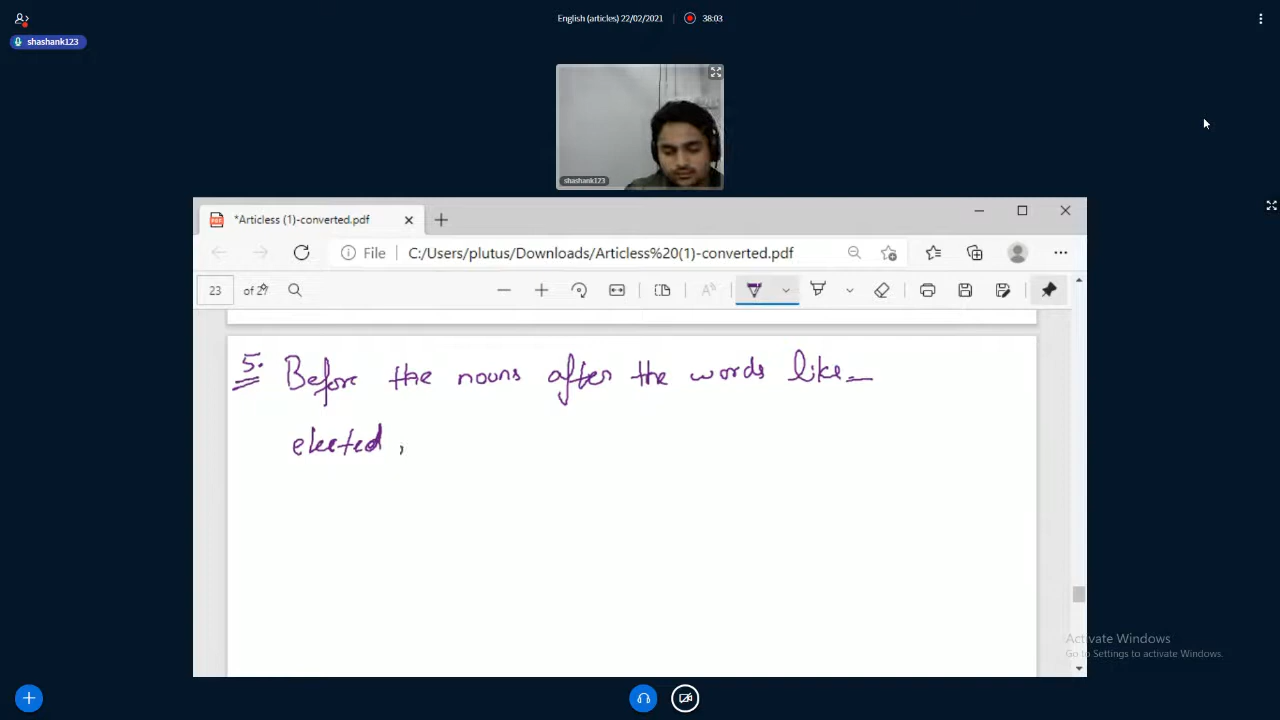 English (articles) 22/02/2021 38:03
shashank123
shashank123
*Articless (1)-converted.pdf
File C:/Users/plutus/Downloads/Articless%20(1)-converted.pdf
23 of 27
5. Before the nouns after the words like –
elected ,
Activate Windows
Go to Settings to activate Windows.